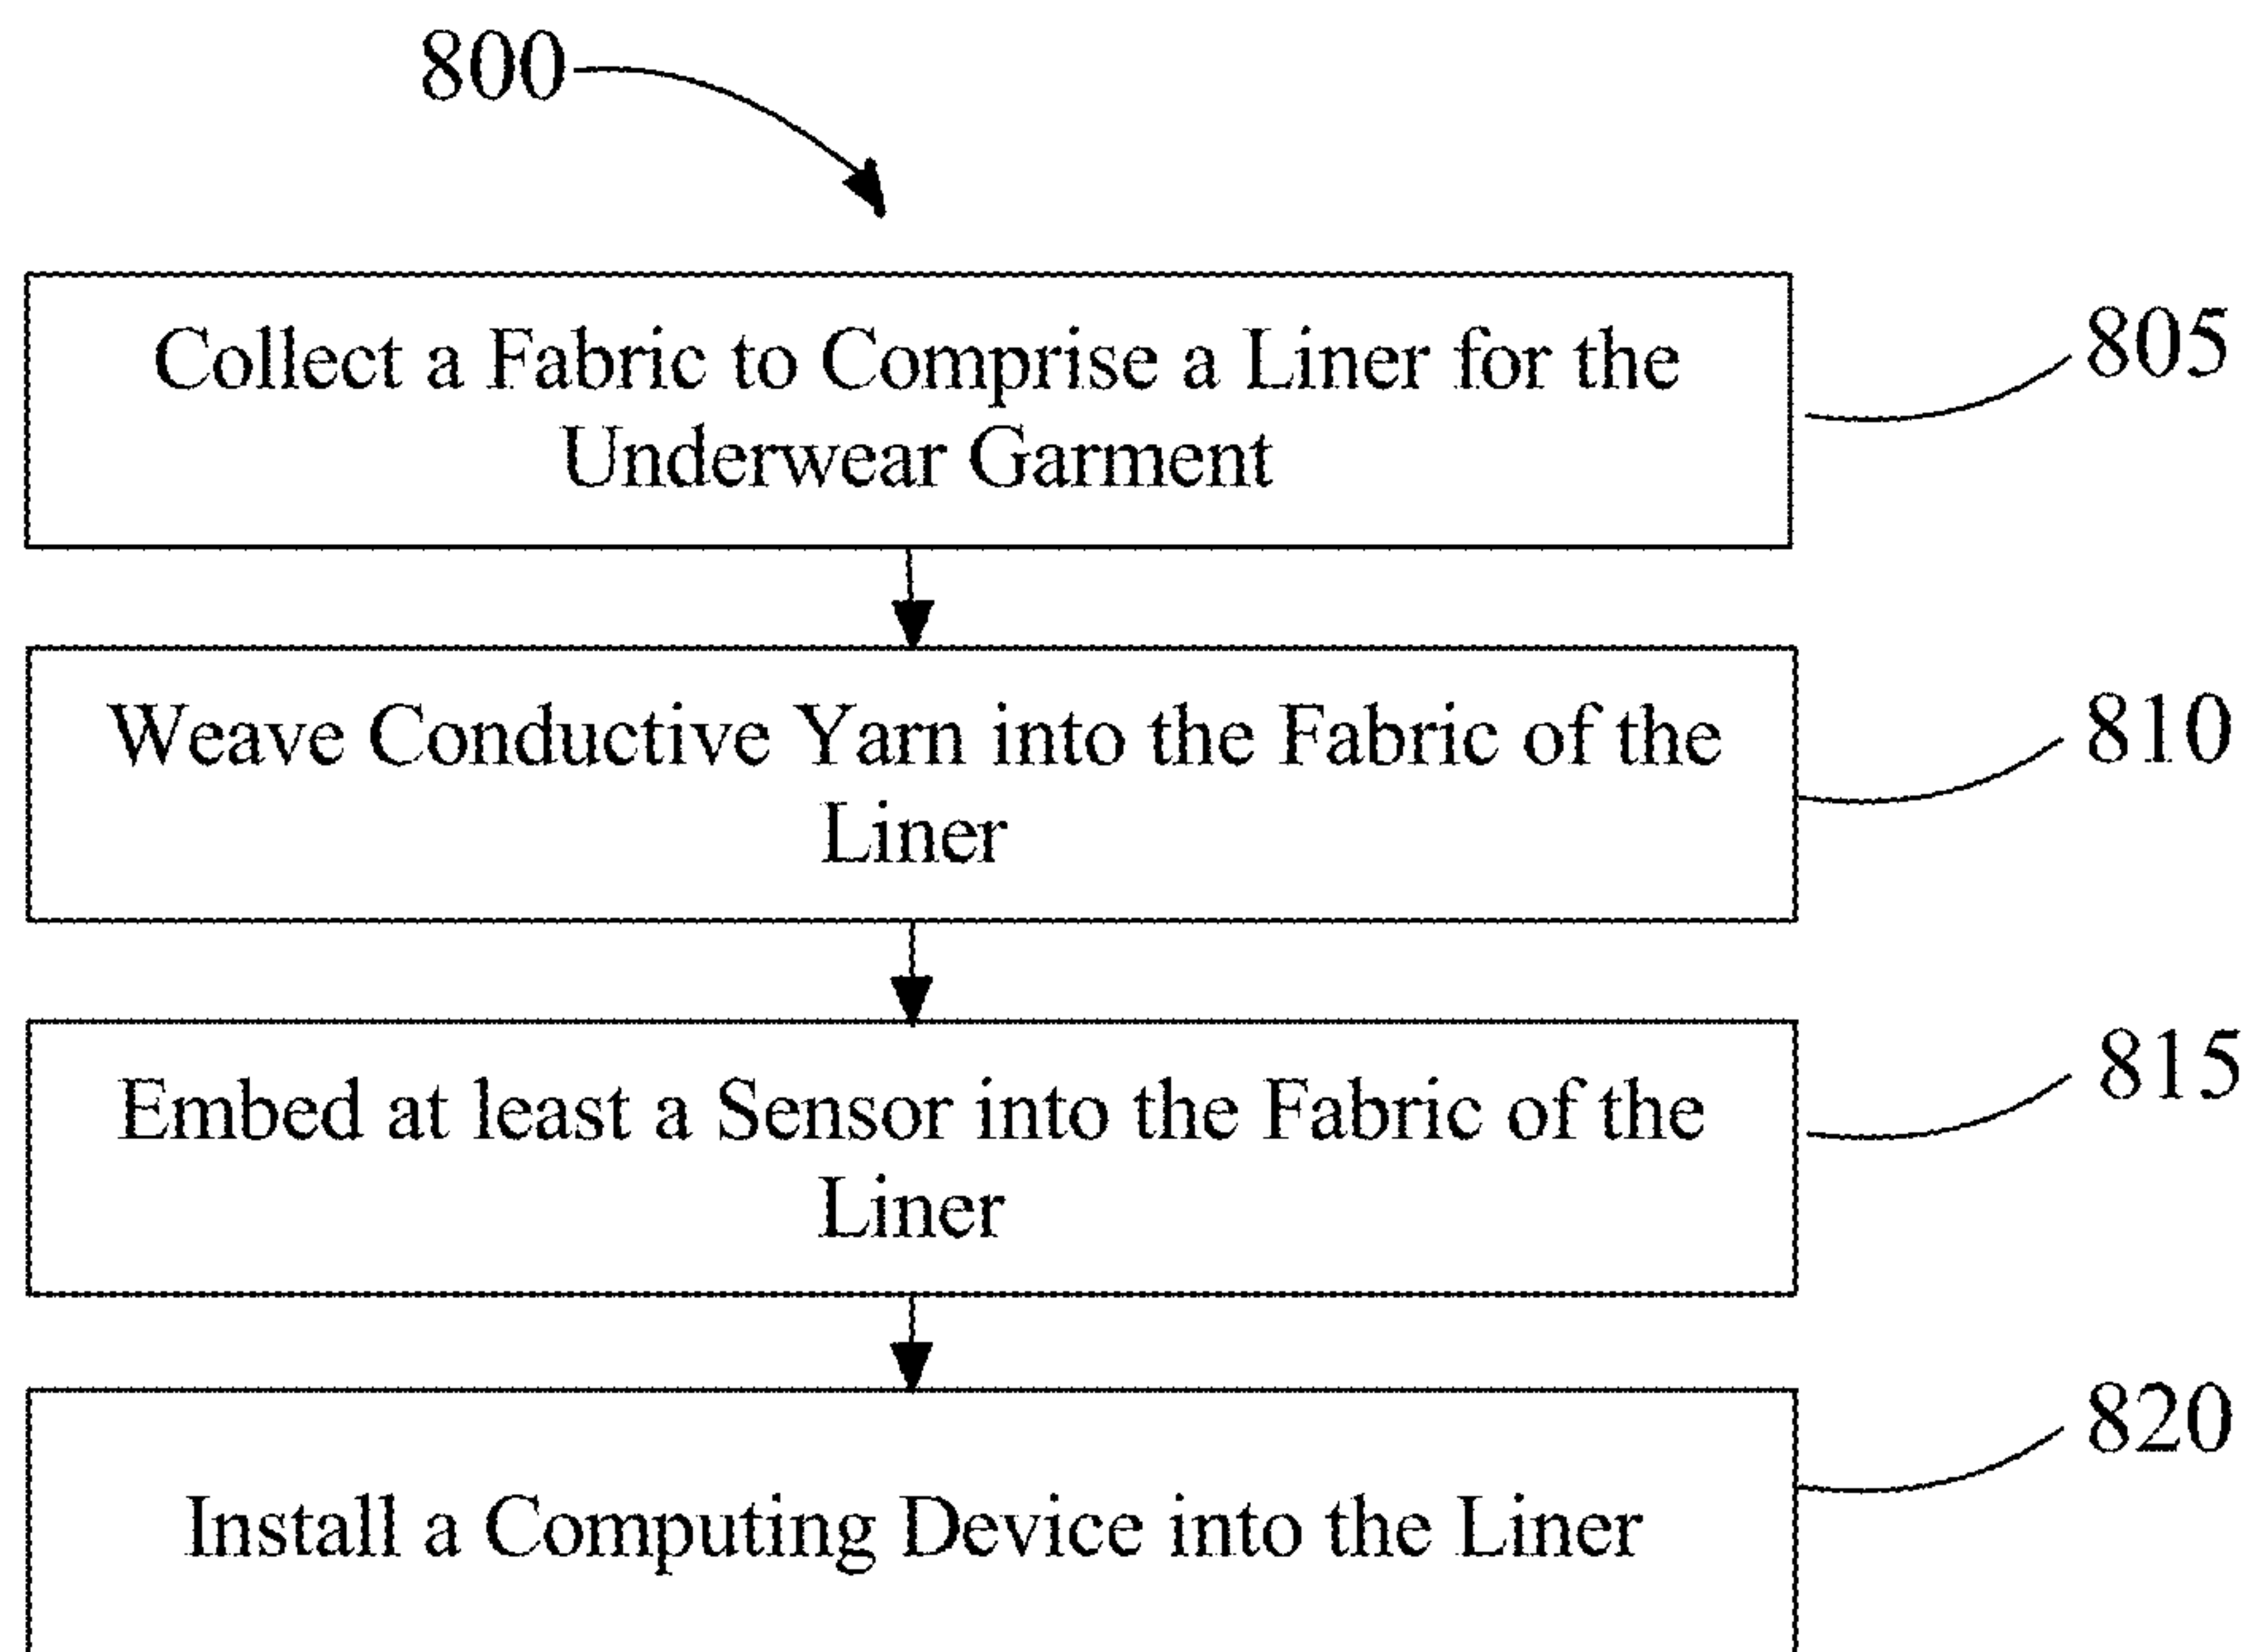 800
Collect a Fabric to Comprise a Liner for the
Underwear Garment
805
Weave Conductive Yarn into the Fabric of the
Liner
810
Embed at least a Sensor into the Fabric of the
Liner
815
Install a Computing Device into the Liner
820